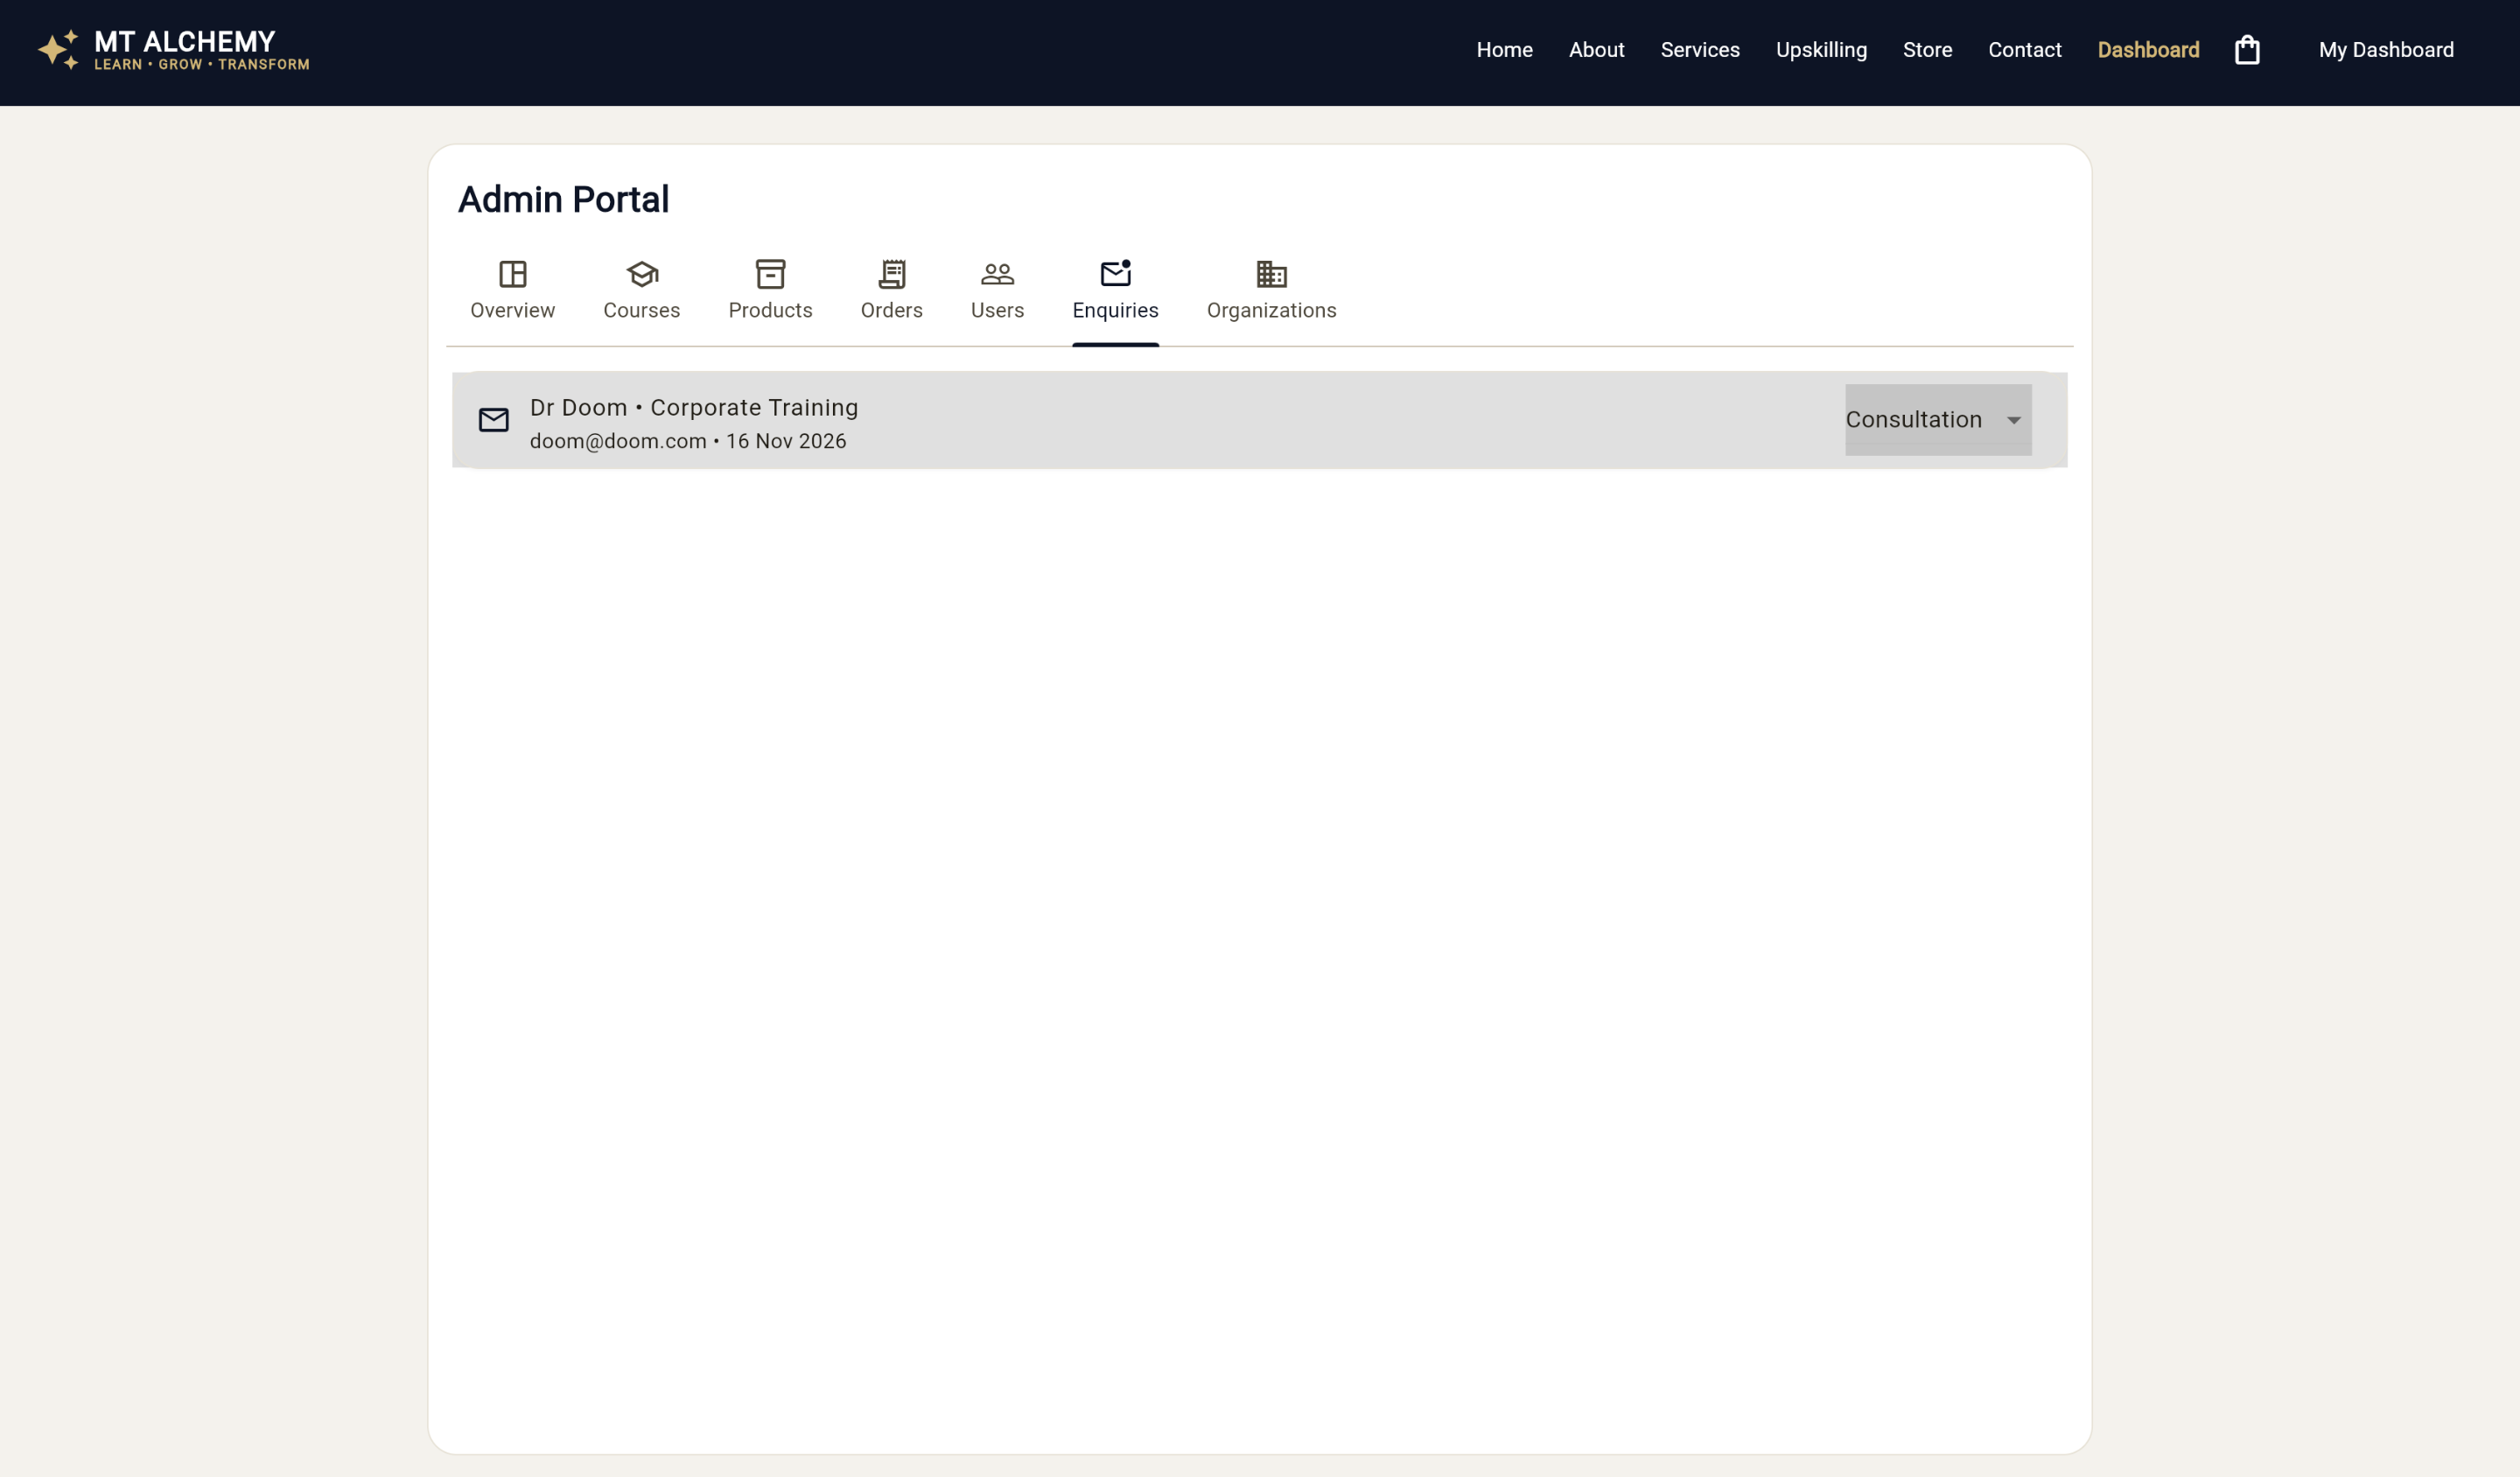 MT ALCHEMY
LEARN • GROW • TRANSFORM
Home About Services Upskilling Store Contact Dashboard My Dashboard
Admin Portal
Overview Courses Products Orders Users Enquiries Organizations
Dr Doom • Corporate Training
doom@doom.com • 16 Nov 2026
Consultation